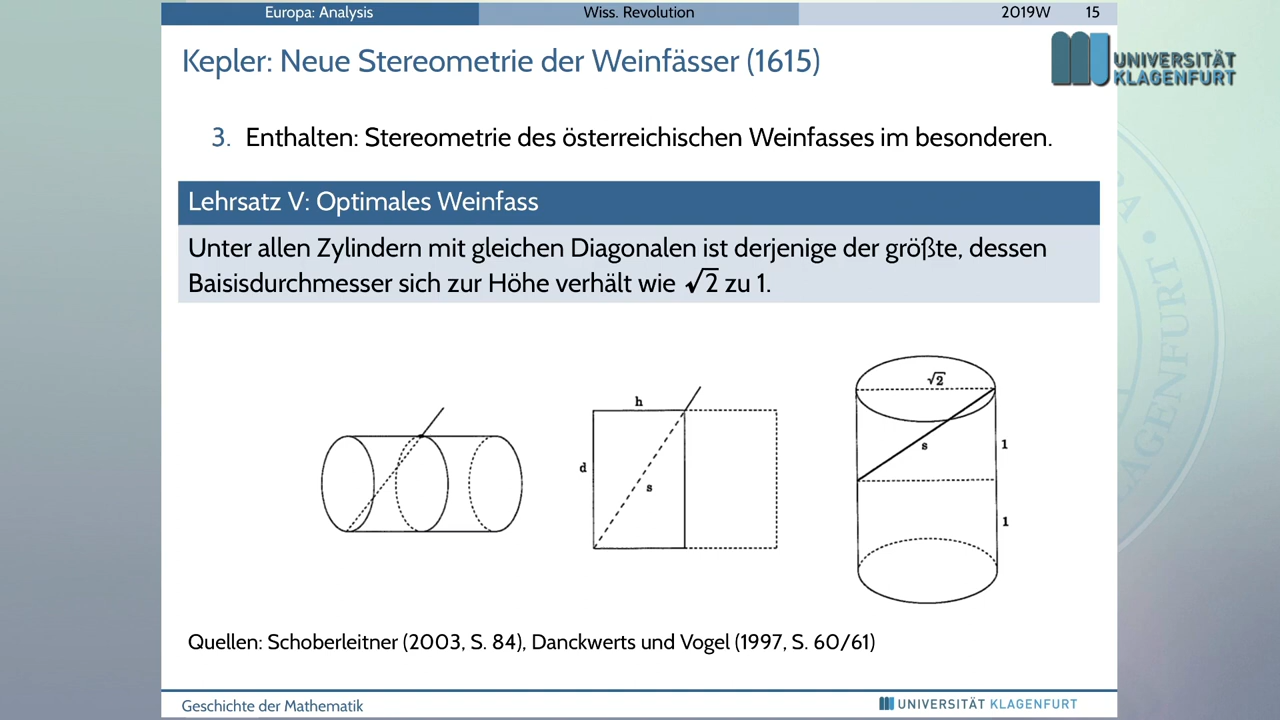 Europa: Analysis Wiss. Revolution 2019W 15
Kepler: Neue Stereometrie der Weinfässer (1615)
UNIVERSITÄT
KLAGENFURT
3. Enthalten: Stereometrie des österreichischen Weinfasses im besonderen.
Lehrsatz V: Optimales Weinfass
Unter allen Zylindern mit gleichen Diagonalen ist derjenige der größte, dessen
Baisisdurchmesser sich zur Höhe verhält wie √2 zu 1.
h
d
s
√2
s
1
1
Quellen: Schoberleitner (2003, S. 84), Danckwerts und Vogel (1997, S. 60/61)
Geschichte der Mathematik
UNIVERSITÄT KLAGENFURT
KLAGENFURT